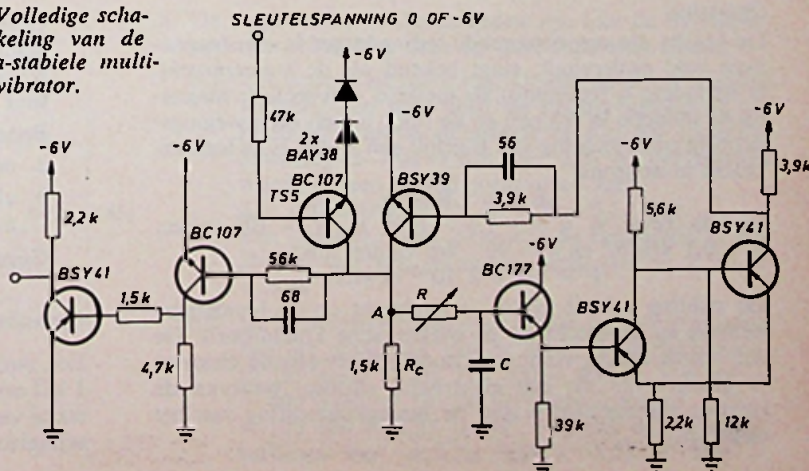 Volledige scha-
keling van de
a-stabiele multi-
vibrator.
SLEUTELSPANNING 0 OF -6V
-6V
47k
2x
BAY38
BC107
TS5
-6V
BSY39
56
3,9k
-6V
3,9k
-6V
5,6k
BSY41
-6V
2,2k
BSY41
1,5k
-6V
BC107
4,7k
56k
68
A
R
1,5k
Rc
C
-6V
BC177
39k
BSY41
2,2k
12k